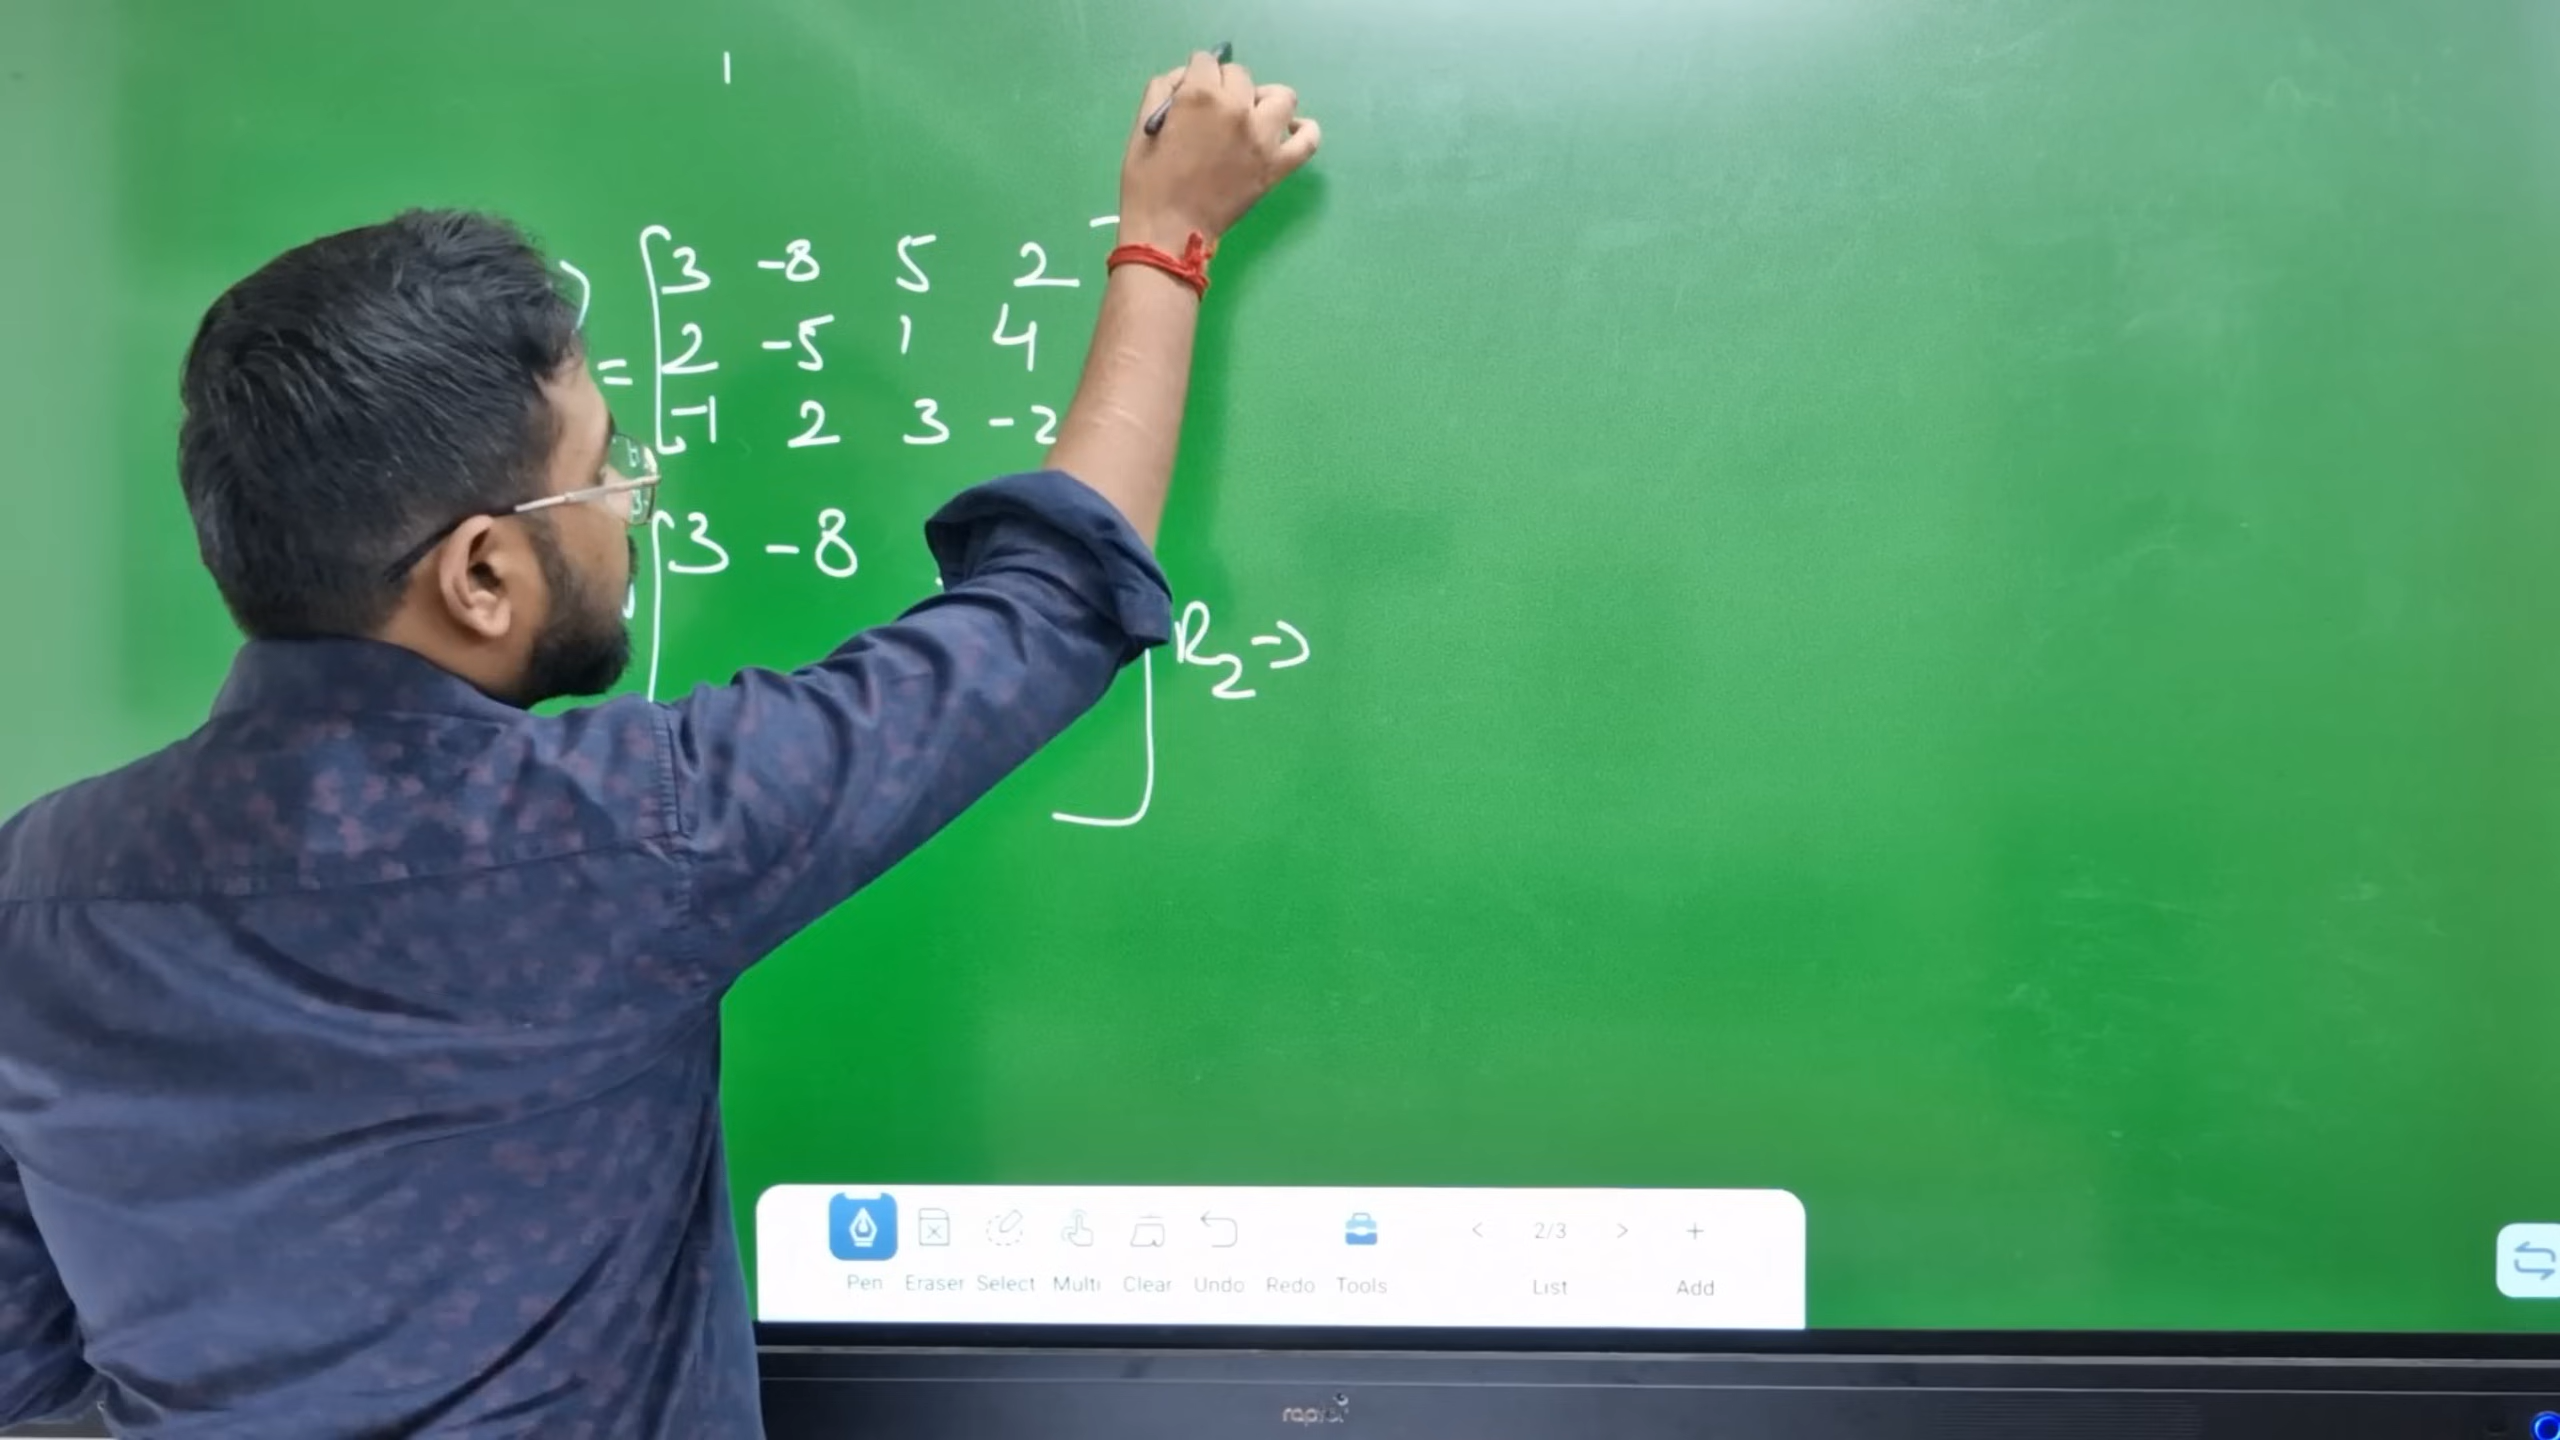 1
= [ 3 -8 5 2
2 -5 1 4
-1 2 3 -2
[ 3 -8 ] R2 →
2/3
Pen Eraser Select Multi Clear Undo Redo Tools List Add
raptor